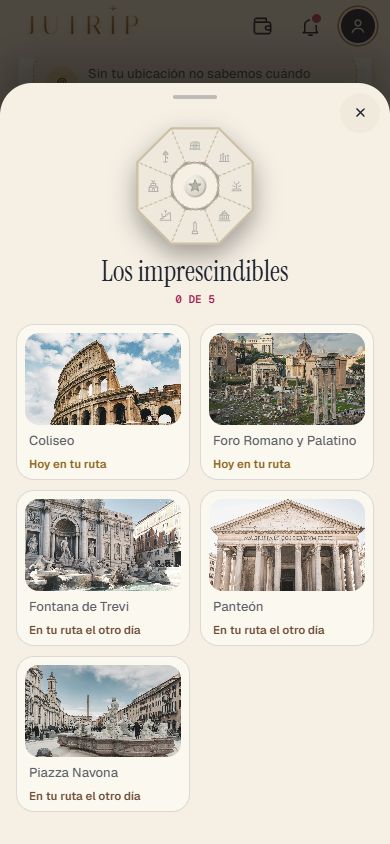 JUTRIP
Sin tu ubicación no sabemos cuándo
Los imprescindibles
0 DE 5
Coliseo
Hoy en tu ruta
Foro Romano y Palatino
Hoy en tu ruta
Fontana de Trevi
En tu ruta el otro día
Panteón
En tu ruta el otro día
Piazza Navona
En tu ruta el otro día